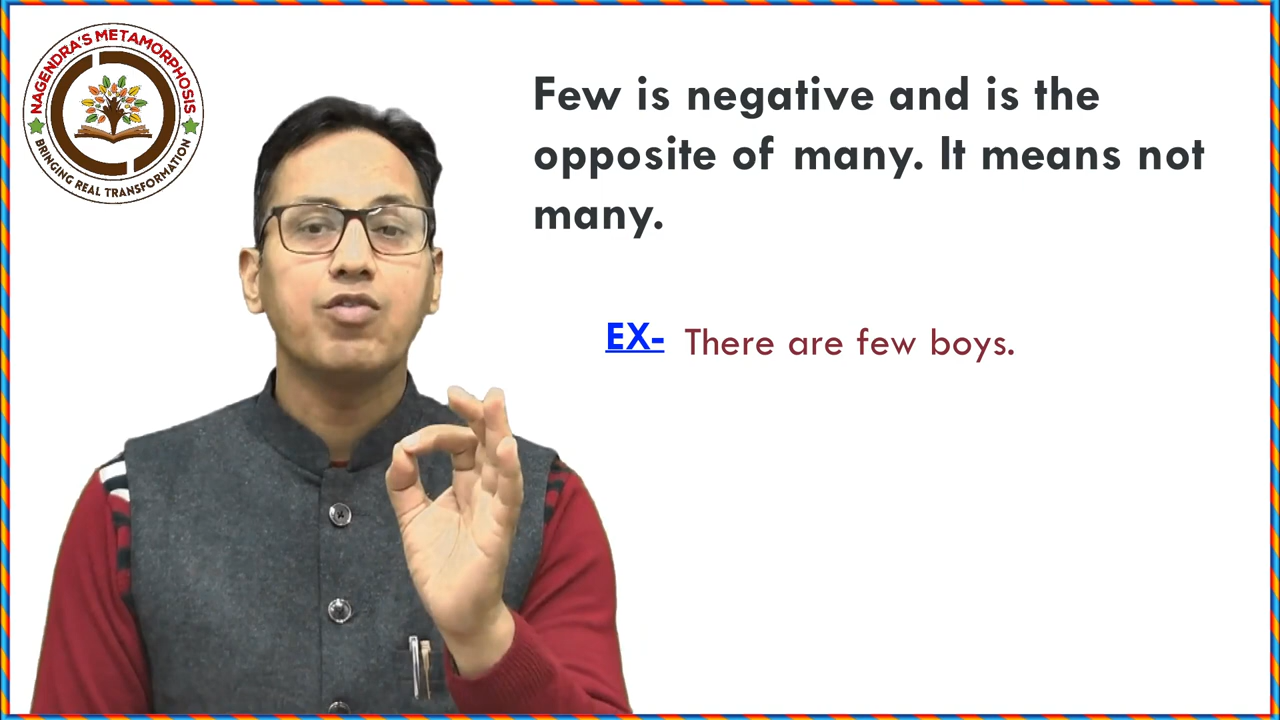 NAGENDRA'S METAMORPHOSIS
BRINGING REAL TRANSFORMATION
Few is negative and is the
opposite of many. It means not
many.
EX- There are few boys.